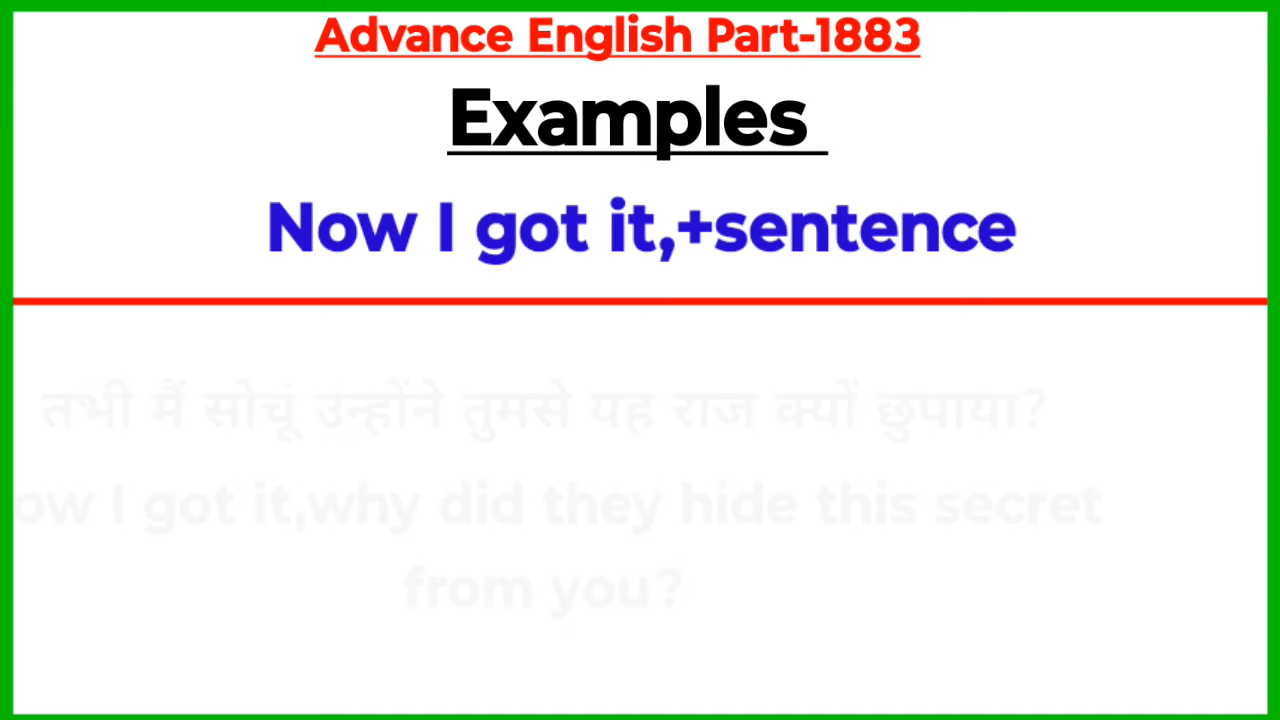 Advance English Part-1883
Examples
Now I got it,+sentence
तभी मैं सोचूं उन्होंने तुमसे यह राज क्यों छुपाया?
ow I got it,why did they hide this secret
from you?